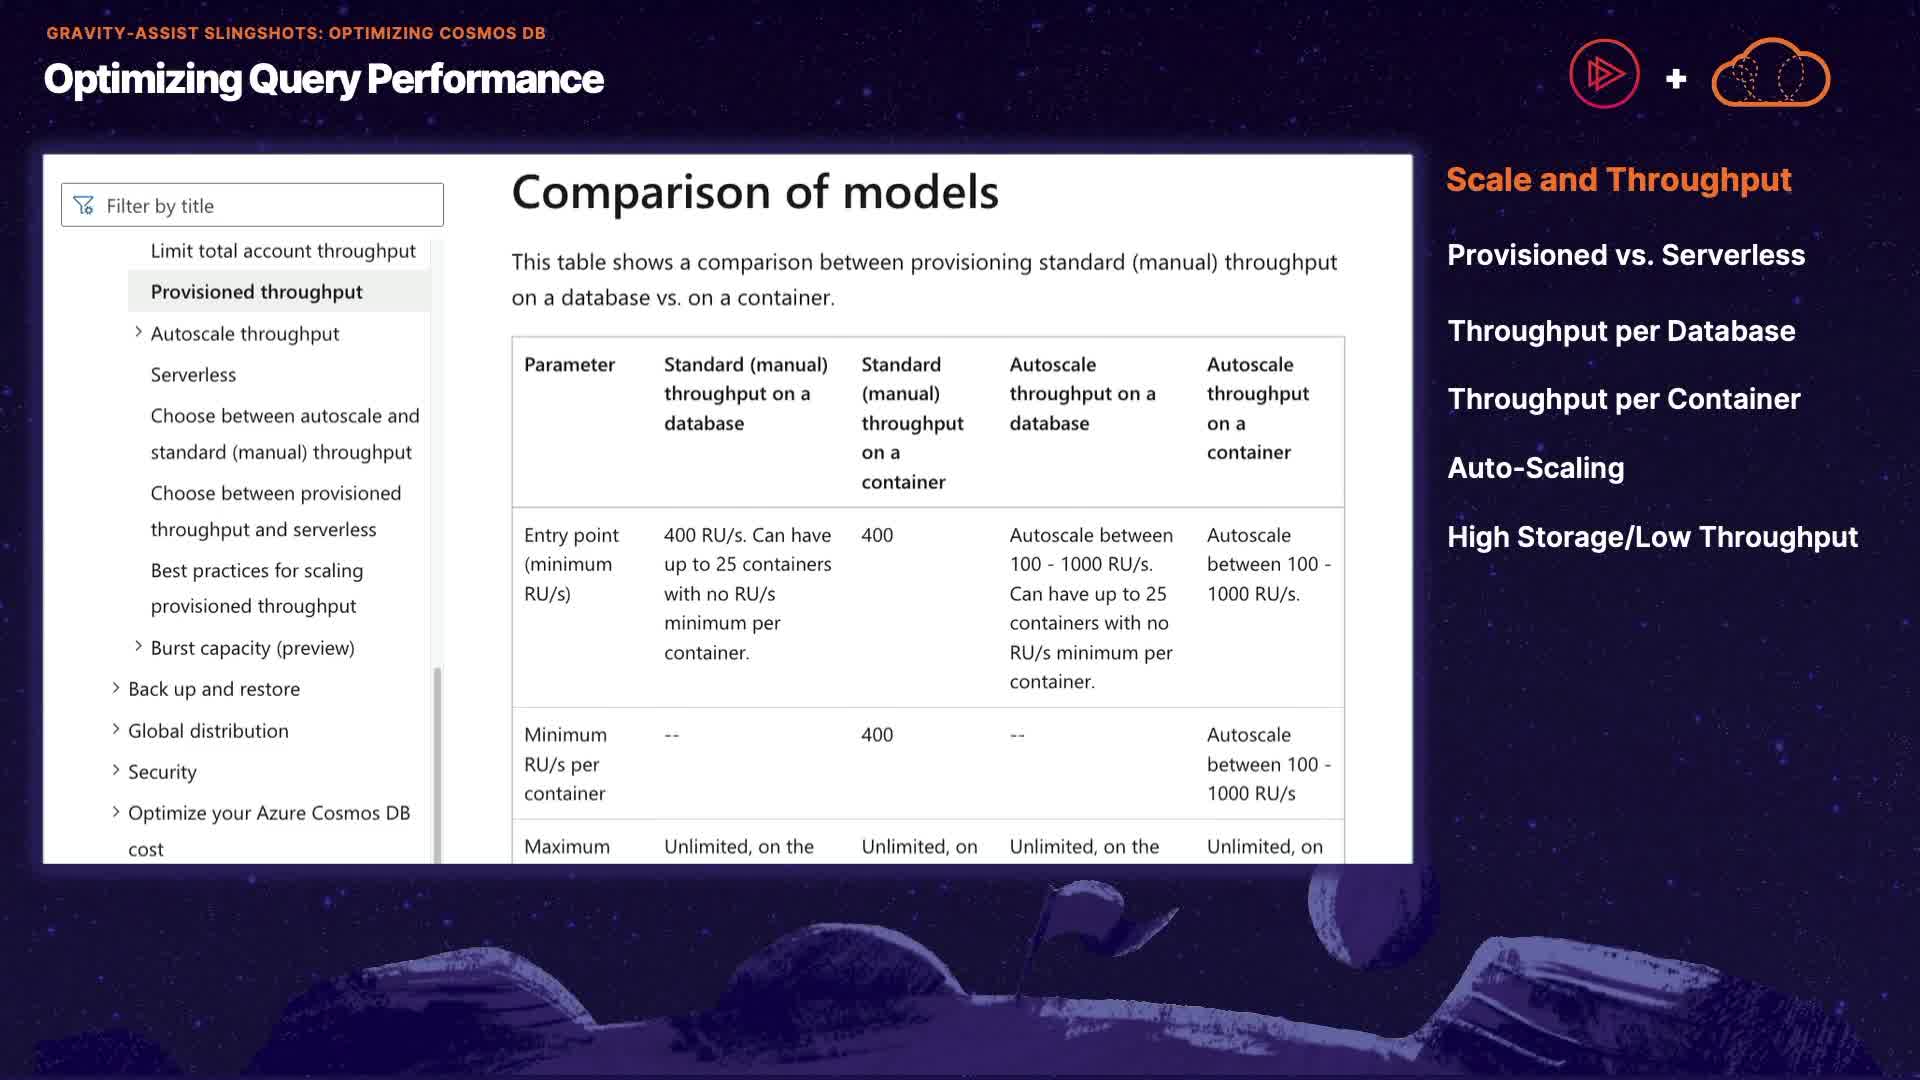 GRAVITY-ASSIST SLINGSHOTS: OPTIMIZING COSMOS DB
Optimizing Query Performance
+
Filter by title
Limit total account throughput
Provisioned throughput
Autoscale throughput
Serverless
Choose between autoscale and
standard (manual) throughput
Choose between provisioned
throughput and serverless
Best practices for scaling
provisioned throughput
Burst capacity (preview)
Back up and restore
Global distribution
Security
Optimize your Azure Cosmos DB
cost
Comparison of models
This table shows a comparison between provisioning standard (manual) throughput
on a database vs. on a container.
Parameter
Standard (manual)
throughput on a
database
Standard
(manual)
throughput
on a
container
Autoscale
throughput on a
database
Autoscale
throughput
on a
container
Entry point
(minimum
RU/s)
400 RU/s. Can have
up to 25 containers
with no RU/s
minimum per
container.
400
Autoscale between
100 - 1000 RU/s.
Can have up to 25
containers with no
RU/s minimum per
container.
Autoscale
between 100 -
1000 RU/s.
Minimum
RU/s per
container
--
400
--
Autoscale
between 100 -
1000 RU/s
Maximum
Unlimited, on the
Unlimited, on
Unlimited, on the
Unlimited, on
Scale and Throughput
Provisioned vs. Serverless
Throughput per Database
Throughput per Container
Auto-Scaling
High Storage/Low Throughput